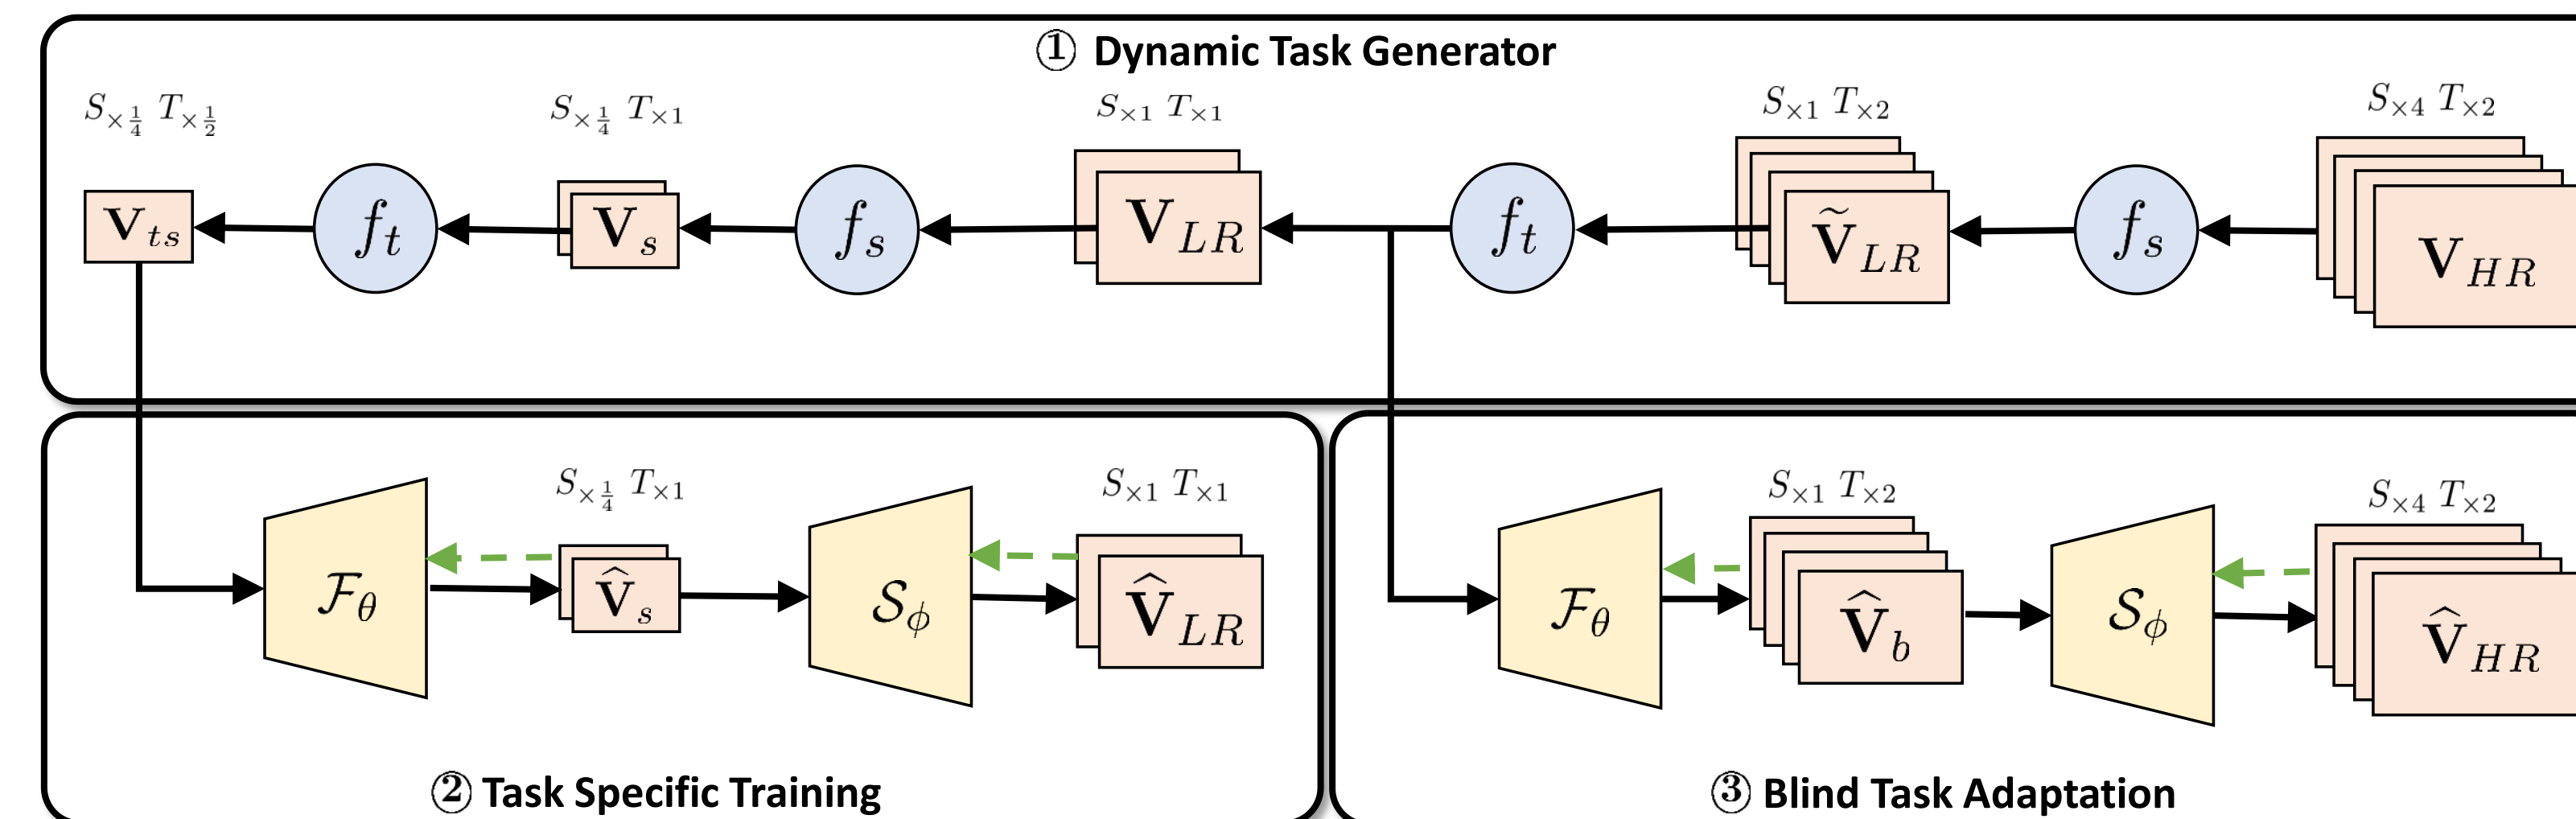 ① Dynamic Task Generator
S×1/4 T×1/2
S×1/4 T×1
S×1 T×1
S×1 T×2
S×4 T×2
V_ts
f_t
V_s
f_s
V_LR
f_t
Ṽ_LR
f_s
V_HR
S×1/4 T×1
S×1 T×1
F_θ
V̂_s
S_ϕ
V̂_LR
② Task Specific Training
S×1 T×2
S×4 T×2
F_θ
V̂_b
S_ϕ
V̂_HR
③ Blind Task Adaptation